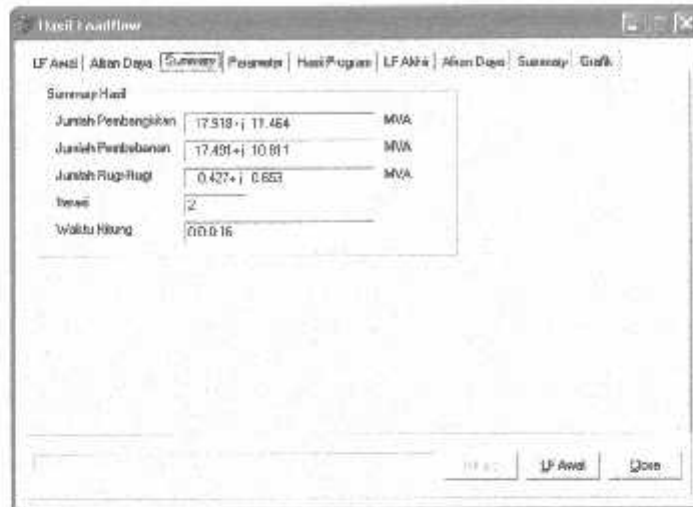 Hasil Loadflow
LF Awal Aliran Daya Summary Parameter Hasil Program LF Akhir Aliran Daya Summary Grafik
Summary Hasil
Jumlah Pembangkitan 17.918+j 11.464 MVA
Jumlah Pembebanan 17.491+j 10.811 MVA
Jumlah Rugi-Rugi 0.427+j 0.653 MVA
Iterasi 2
Waktu Hitung 0:0:0:16
LF Awal Close